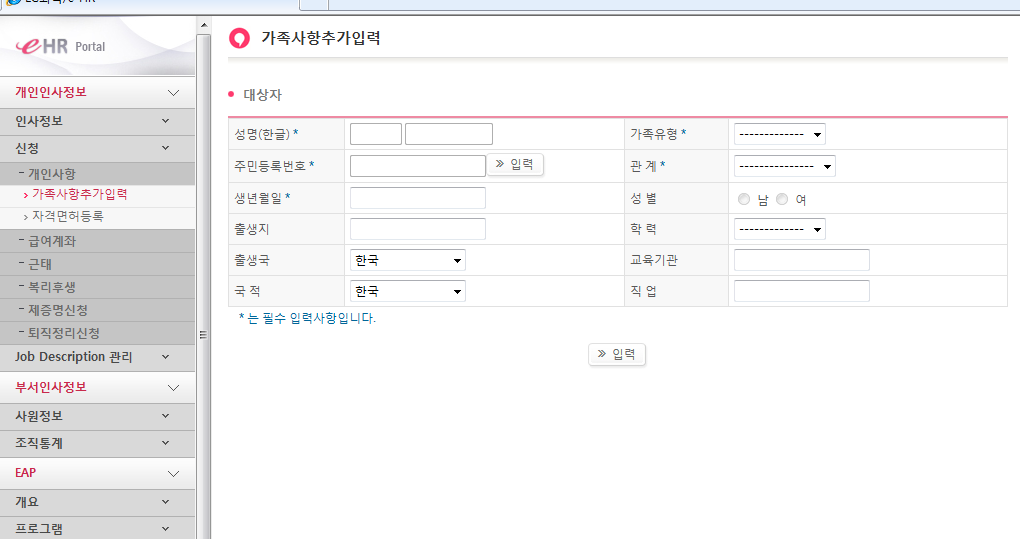 eHR Portal
개인인사정보
인사정보
신청
- 개인사항
› 가족사항추가입력
› 자격면허등록
- 급여계좌
- 근태
- 복리후생
- 제증명신청
- 퇴직정리신청
Job Description 관리
부서인사정보
사원정보
조직통계
EAP
개요
프로그램
가족사항추가입력
대상자
성명(한글) * 가족유형 * -------------
주민등록번호 * » 입력 관 계 * ---------------
생년월일 * 성 별 남 여
출생지 학 력 -------------
출생국 한국 교육기관
국 적 한국 직 업
* 는 필수 입력사항입니다.
» 입력